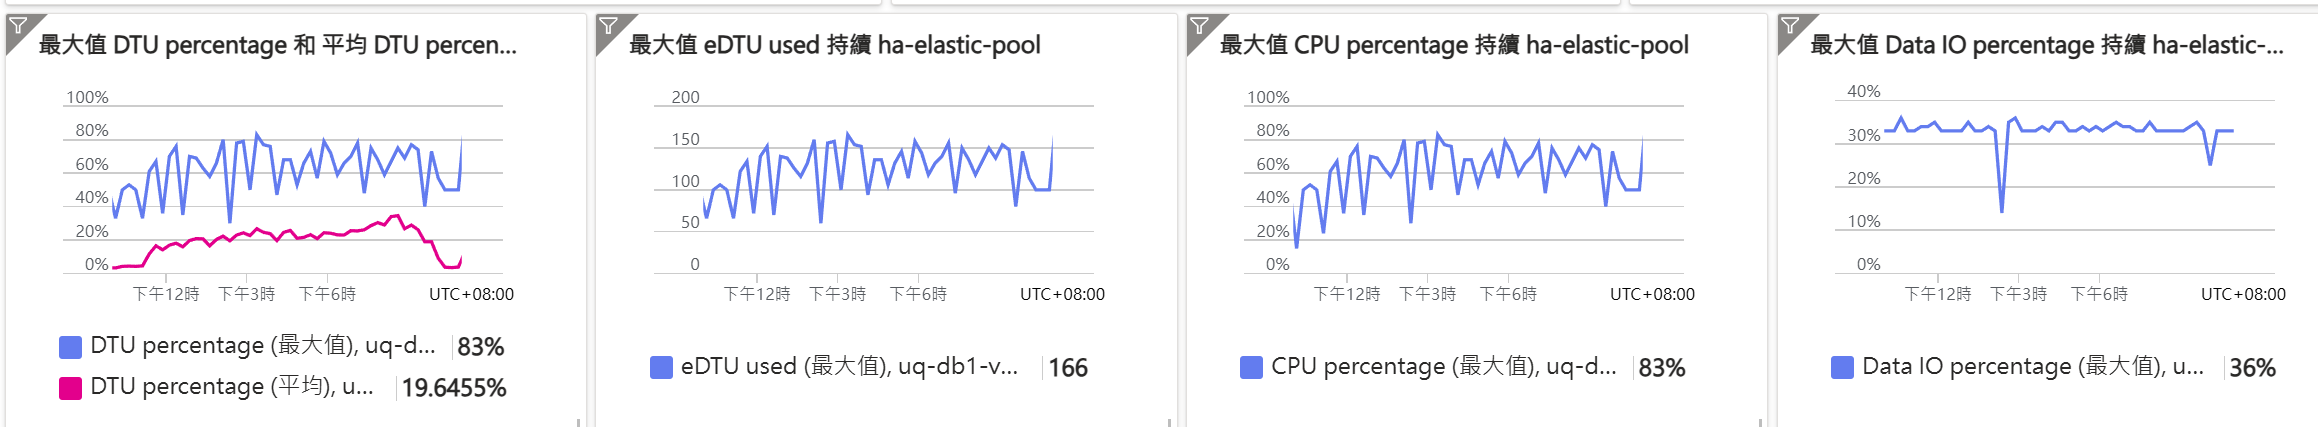 最大值 DTU percentage 和 平均 DTU percen...
100%
80%
60%
40%
20%
0%
下午12時 下午3時 下午6時 UTC+08:00
DTU percentage (最大值), uq-d... 83%
DTU percentage (平均), u... 19.6455%
最大值 eDTU used 持續 ha-elastic-pool
200
150
100
50
0
下午12時 下午3時 下午6時 UTC+08:00
eDTU used (最大值), uq-db1-v... 166
最大值 CPU percentage 持續 ha-elastic-pool
100%
80%
60%
40%
20%
0%
下午12時 下午3時 下午6時 UTC+08:00
CPU percentage (最大值), uq-d... 83%
最大值 Data IO percentage 持續 ha-elastic-...
40%
30%
20%
10%
0%
下午12時 下午3時 下午6時 UTC+08:00
Data IO percentage (最大值), u... 36%